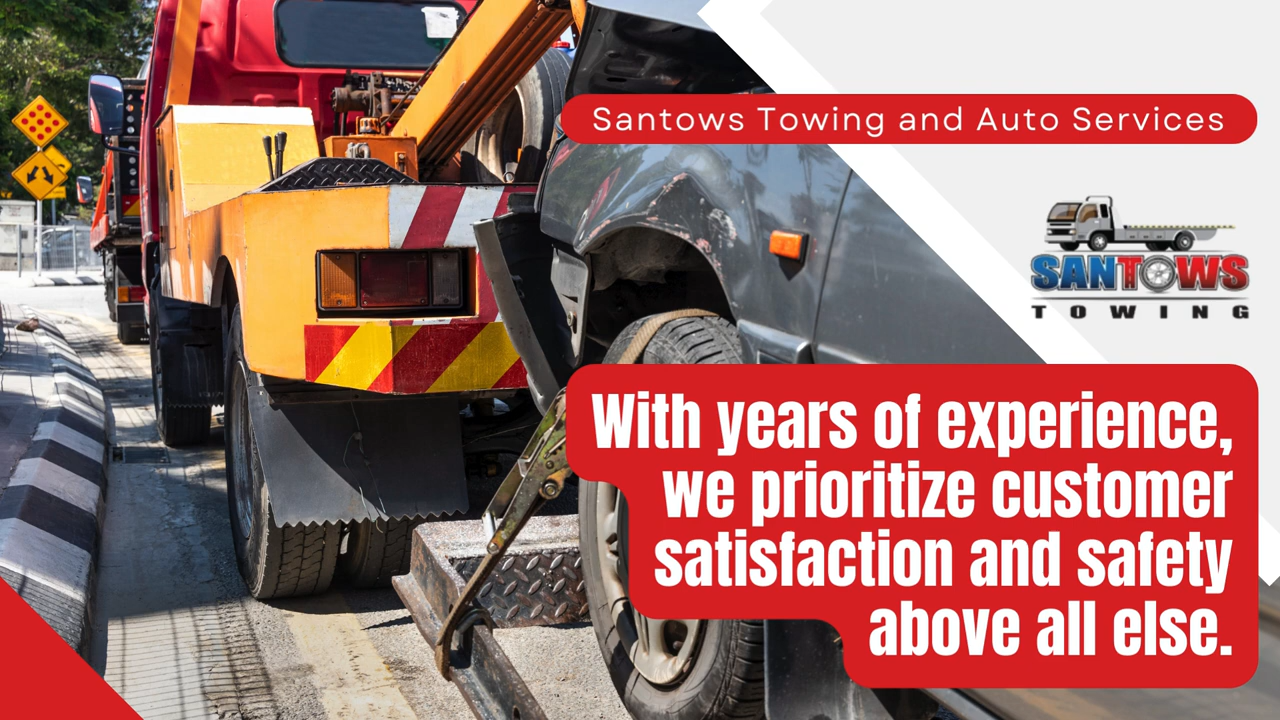 Santows Towing and Auto Services
SANTOWS
TOWING
With years of experience,
we prioritize customer
satisfaction and safety
above all else.